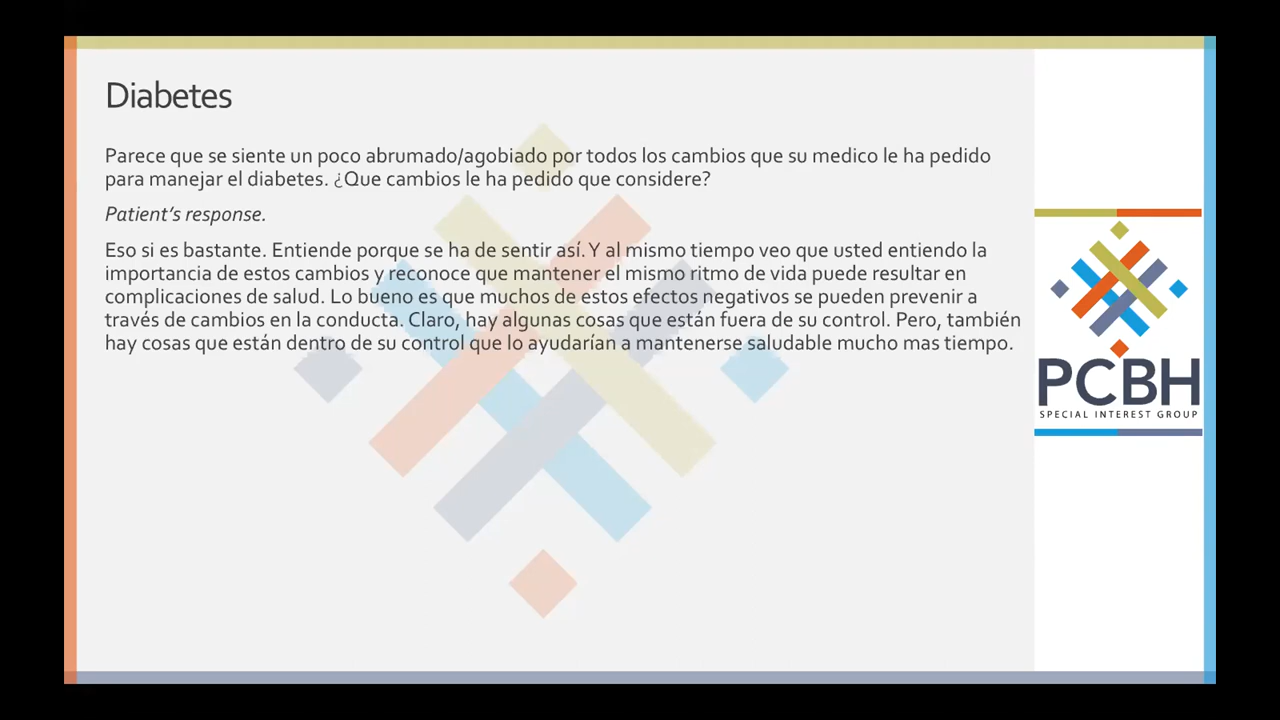 Diabetes
Parece que se siente un poco abrumado/agobiado por todos los cambios que su medico le ha pedido
para manejar el diabetes. ¿Que cambios le ha pedido que considere?
Patient's response.
Eso si es bastante. Entiende porque se ha de sentir así. Y al mismo tiempo veo que usted entiendo la
importancia de estos cambios y reconoce que mantener el mismo ritmo de vida puede resultar en
complicaciones de salud. Lo bueno es que muchos de estos efectos negativos se pueden prevenir a
través de cambios en la conducta. Claro, hay algunas cosas que están fuera de su control. Pero, también
hay cosas que están dentro de su control que lo ayudarían a mantenerse saludable mucho mas tiempo.
PCBH
SPECIAL INTEREST GROUP